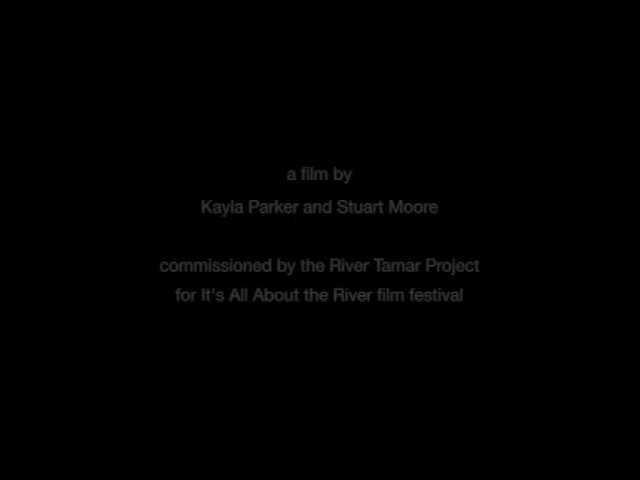 a film by
Kayla Parker and Stuart Moore
commissioned by the River Tamar Project
for It's All About the River film festival